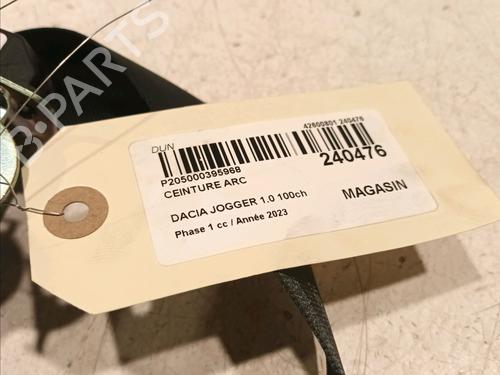 B-PARTS
DUN
42600801 240476
P205000395968
CEINTURE ARC
240476
DACIA JOGGER 1.0 100ch
MAGASIN
Phase 1 cc / Année 2023